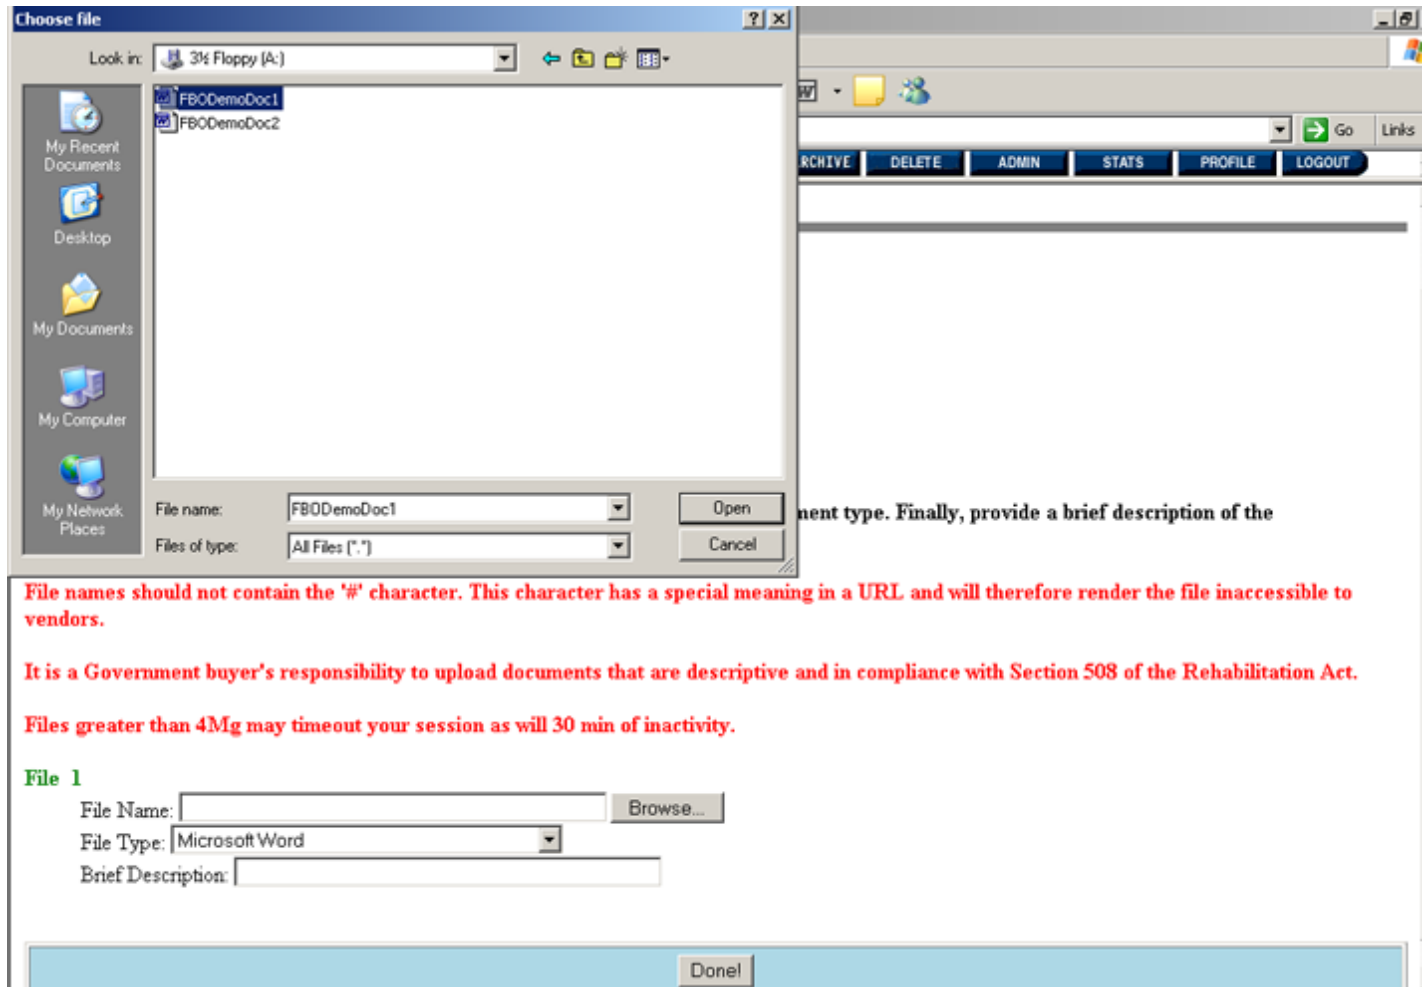 Choose file
Look in: 3½ Floppy (A:)
FBODemoDoc1
FBODemoDoc2
My Recent
Documents
Desktop
My Documents
My Computer
My Network
Places
File name: FBODemoDoc1 Open
Files of type: All Files (*.*) Cancel
Go Links
RCHIVE DELETE ADMIN STATS PROFILE LOGOUT
ment type. Finally, provide a brief description of the
File names should not contain the '#' character. This character has a special meaning in a URL and will therefore render the file inaccessible to
vendors.
It is a Government buyer's responsibility to upload documents that are descriptive and in compliance with Section 508 of the Rehabilitation Act.
Files greater than 4Mg may timeout your session as will 30 min of inactivity.
File 1
File Name: Browse...
File Type: Microsoft Word
Brief Description:
Done!